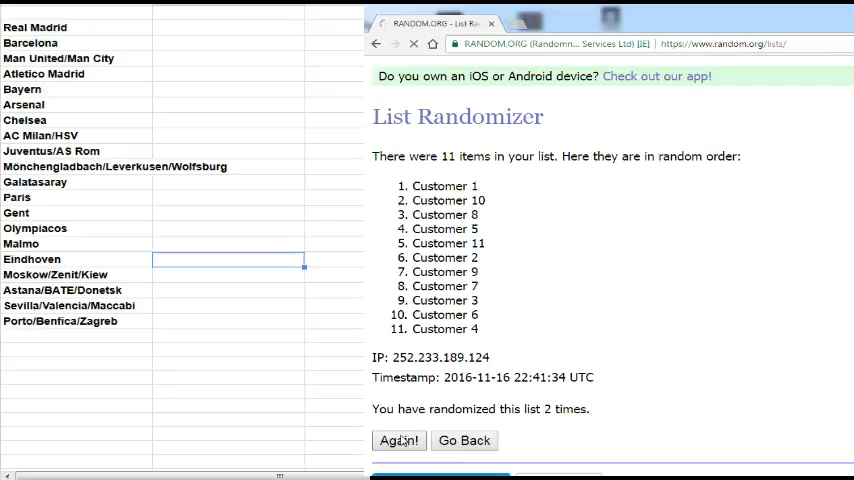 Real Madrid
Barcelona
Man United/Man City
Atletico Madrid
Bayern
Arsenal
Chelsea
AC Milan/HSV
Juventus/AS Rom
Mönchengladbach/Leverkusen/Wolfsburg
Galatasaray
Paris
Gent
Olympiacos
Malmo
Eindhoven
Moskow/Zenit/Kiew
Astana/BATE/Donetsk
Sevilla/Valencia/Maccabi
Porto/Benfica/Zagreb
RANDOM.ORG - List Ra
RANDOM.ORG (Randomn... Services Ltd) [IE]
https://www.random.org/lists/
Do you own an iOS or Android device? Check out our app!
List Randomizer
There were 11 items in your list. Here they are in random order:
1. Customer 1
2. Customer 10
3. Customer 8
4. Customer 5
5. Customer 11
6. Customer 2
7. Customer 9
8. Customer 7
9. Customer 3
10. Customer 6
11. Customer 4
IP: 252.233.189.124
Timestamp: 2016-11-16 22:41:34 UTC
You have randomized this list 2 times.
Again! Go Back